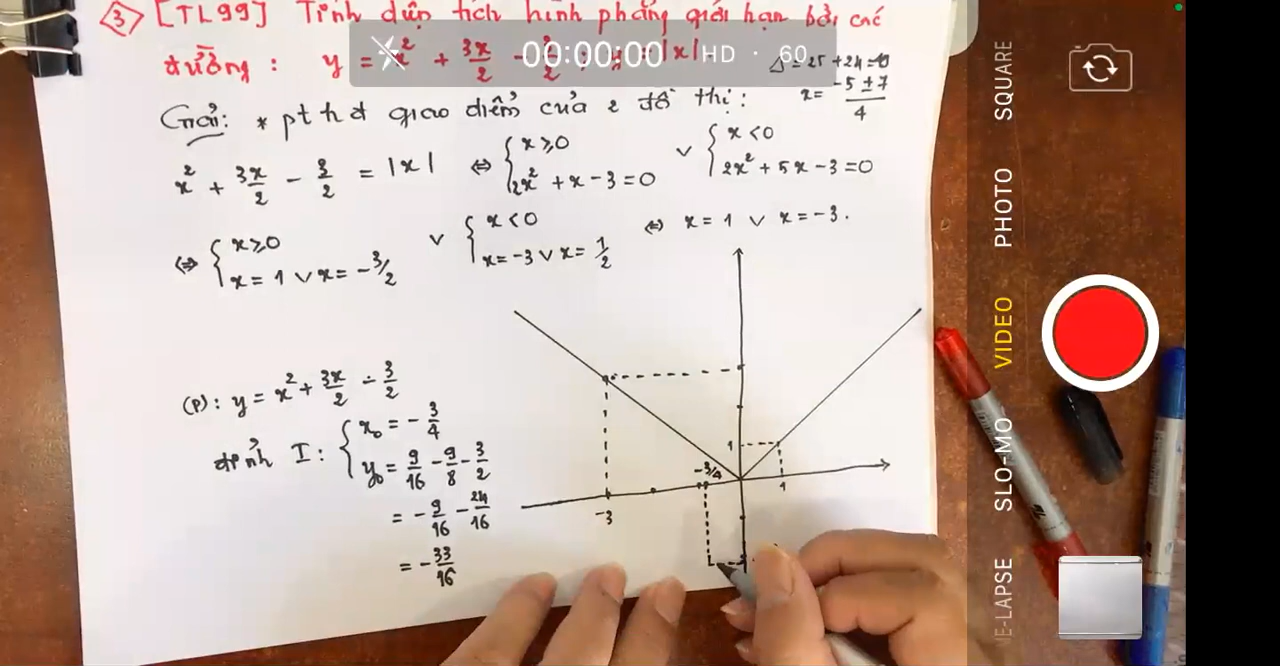 ③ [TL99] Tính diện tích hình phẳng giới hạn bởi các
đường: y = x² + 3x/2 - 3/2 ; y = |x|
00:00:00 HD · 60
Δ = 25 + 24 = 49
x = (-5 ± 7)/4
Giải: * pt hđ giao điểm của 2 đồ thị:
x² + 3x/2 - 3/2 = |x| ⇔ { x ⩾ 0 ; 2x² + x - 3 = 0 ∨ { x < 0 ; 2x² + 5x - 3 = 0
⇔ { x ⩾ 0 ; x = 1 ∨ x = -3/2 ∨ { x < 0 ; x = -3 ∨ x = 1/2 ⇔ x = 1 ∨ x = -3.
(P): y = x² + 3x/2 - 3/2
đỉnh I: { x₀ = -3/4
y₀ = 9/16 - 9/8 - 3/2
= -9/16 - 24/16
= -33/16
1
-3/4
1
-3
SQUARE
PHOTO
VIDEO
SLO-MO
E-LAPSE